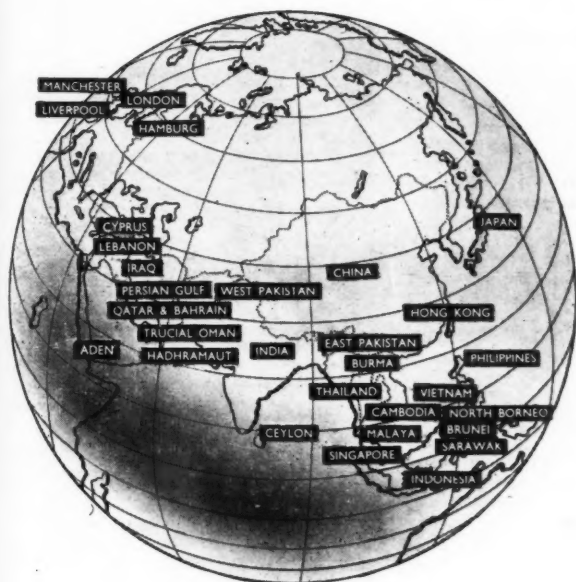 MANCHESTER
LONDON
LIVERPOOL
HAMBURG
CYPRUS
JAPAN
LEBANON
IRAQ
CHINA
PERSIAN GULF
WEST PAKISTAN
QATAR & BAHRAIN
HONG KONG
TRUCIAL OMAN
EAST PAKISTAN
ADEN
HADHRAMAUT
INDIA
PHILIPPINES
BURMA
THAILAND
VIETNAM
CAMBODIA
NORTH BORNEO
CEYLON
MALAYA
BRUNEI
SARAWAK
SINGAPORE
INDONESIA